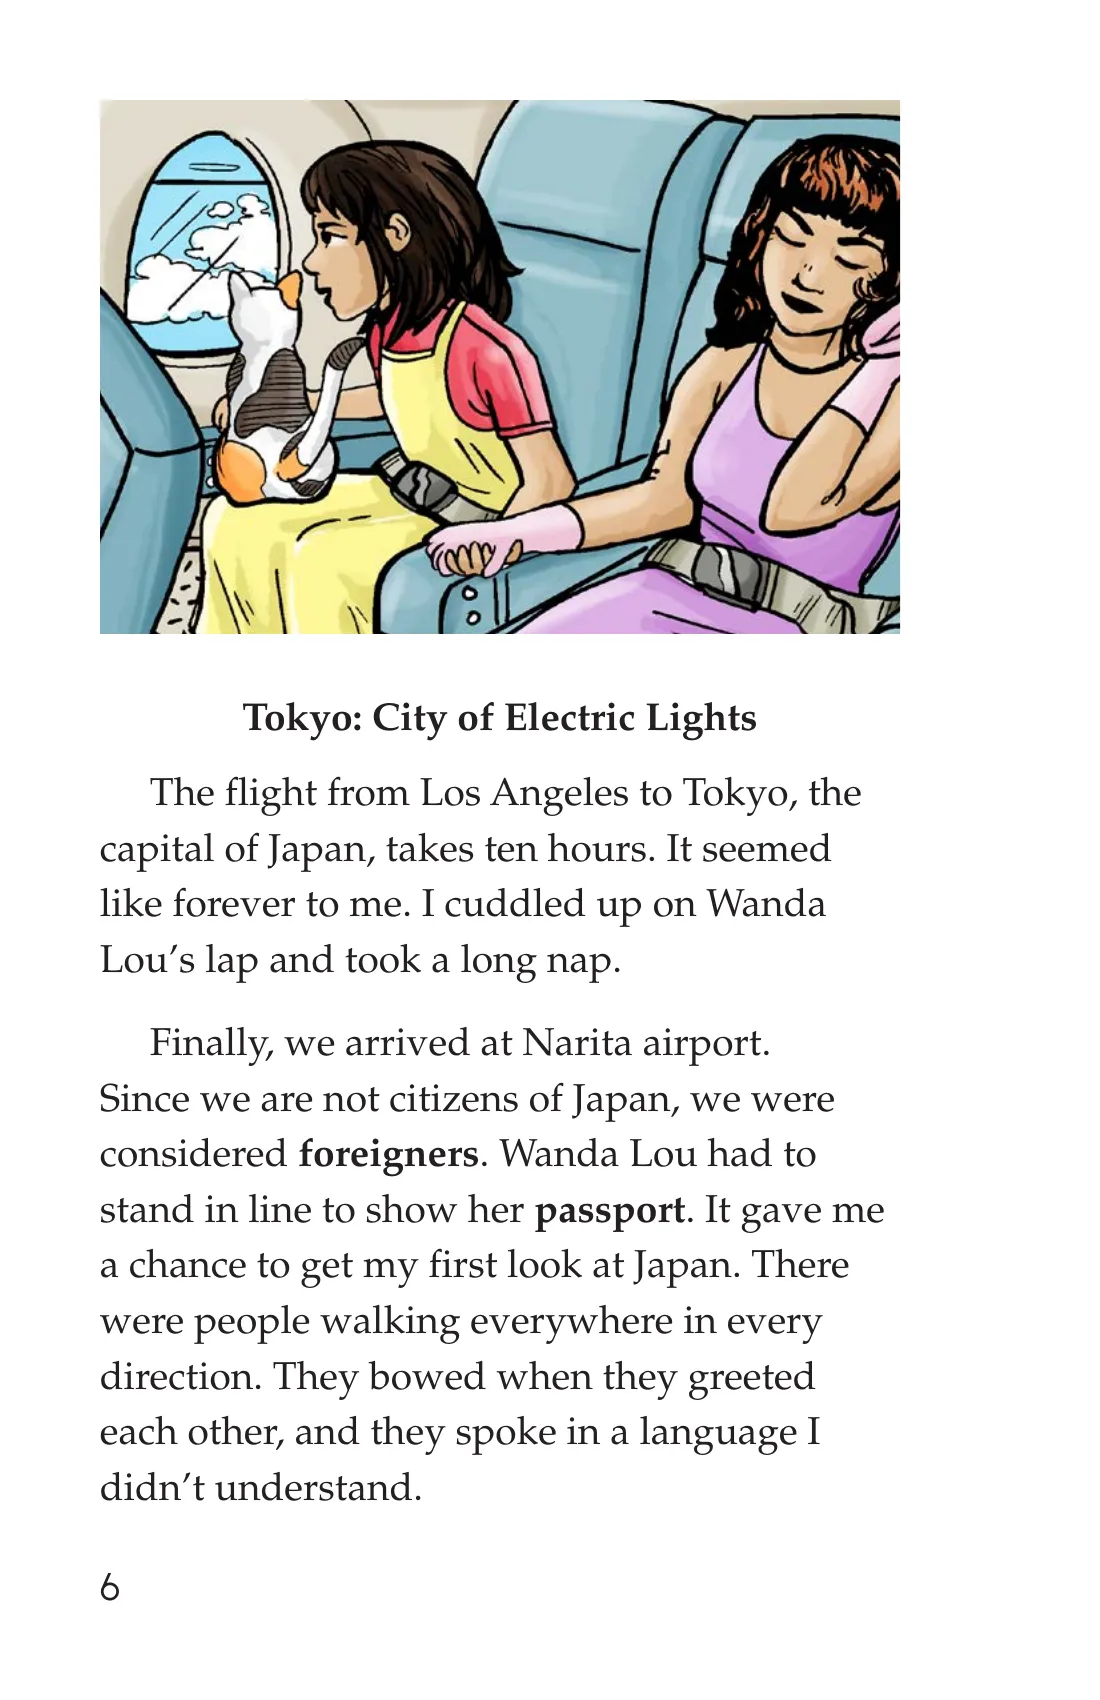 Tokyo: City of Electric Lights
The flight from Los Angeles to Tokyo, the
capital of Japan, takes ten hours. It seemed
like forever to me. I cuddled up on Wanda
Lou’s lap and took a long nap.
Finally, we arrived at Narita airport.
Since we are not citizens of Japan, we were
considered foreigners. Wanda Lou had to
stand in line to show her passport. It gave me
a chance to get my first look at Japan. There
were people walking everywhere in every
direction. They bowed when they greeted
each other, and they spoke in a language I
didn’t understand.
6